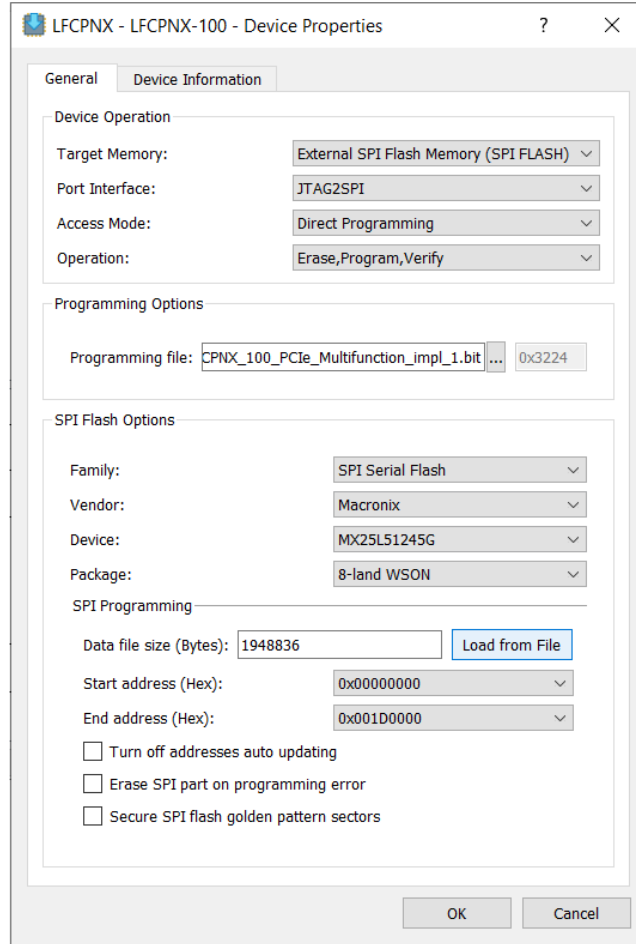 LFCPNX - LFCPNX-100 - Device Properties ?
General Device Information
Device Operation
Target Memory: External SPI Flash Memory (SPI FLASH)
Port Interface: JTAG2SPI
Access Mode: Direct Programming
Operation: Erase,Program,Verify
Programming Options
Programming file: CPNX_100_PCIe_Multifunction_impl_1.bit ... 0x3224
SPI Flash Options
Family: SPI Serial Flash
Vendor: Macronix
Device: MX25L51245G
Package: 8-land WSON
SPI Programming
Data file size (Bytes): 1948836 Load from File
Start address (Hex): 0x00000000
End address (Hex): 0x001D0000
Turn off addresses auto updating
Erase SPI part on programming error
Secure SPI flash golden pattern sectors
OK Cancel